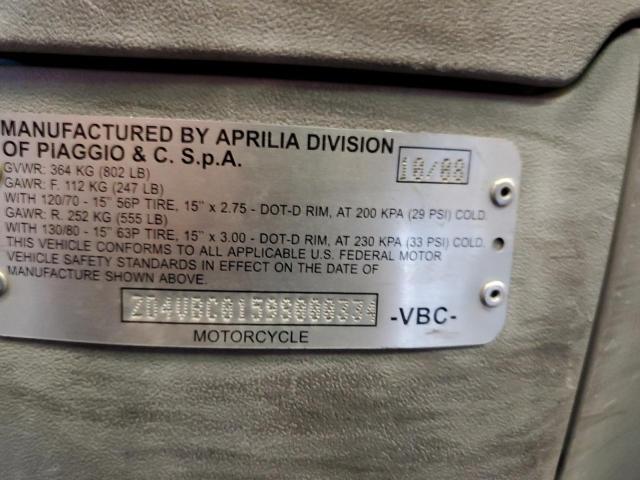 MANUFACTURED BY APRILIA DIVISION
OF PIAGGIO & C. S.p.A.
10/08
GVWR: 364 KG (802 LB)
GAWR: F. 112 KG (247 LB)
WITH 120/70 - 15" 56P TIRE, 15" x 2.75 - DOT-D RIM, AT 200 KPA (29 PSI) COLD.
GAWR: R. 252 KG (555 LB)
WITH 130/80 - 15" 63P TIRE, 15" x 3.00 - DOT-D RIM, AT 230 KPA (33 PSI) COLD.
THIS VEHICLE CONFORMS TO ALL APPLICABLE U.S. FEDERAL MOTOR
VEHICLE SAFETY STANDARDS IN EFFECT ON THE DATE OF
MANUFACTURE SHOWN ABOVE.
ZD4VBC01598000334 -VBC-
MOTORCYCLE